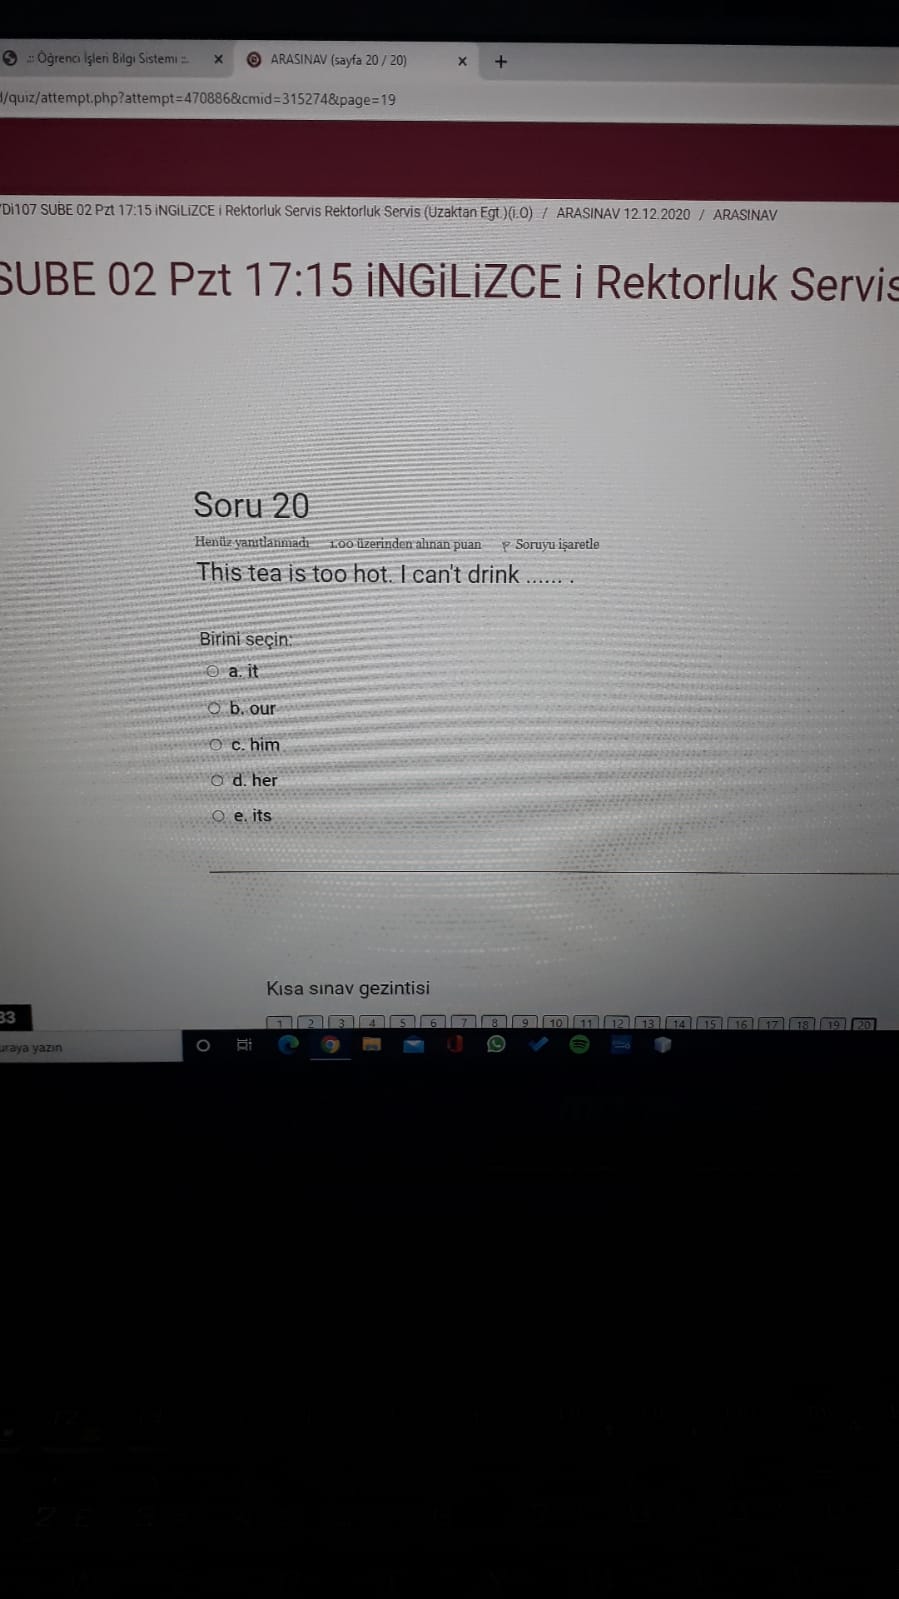 .:: Öğrenci İşleri Bilgi Sistemi ::. × ARASINAV (sayfa 20 / 20) × +
/quiz/attempt.php?attempt=470886&cmid=315274&page=19
Di107 SUBE 02 Pzt 17:15 iNGiLiZCE i Rektorluk Servis Rektorluk Servis (Uzaktan Egt.)(i.O) / ARASINAV 12.12.2020 / ARASINAV
SUBE 02 Pzt 17:15 iNGiLiZCE i Rektorluk Servis
Soru 20
Henüz yanıtlanmadı 1,00 üzerinden alınan puan Soruyu işaretle
This tea is too hot. I can't drink ...... .
Birini seçin:
a. it
b. our
c. him
d. her
e. its
Kısa sınav gezintisi
33 1 2 3 4 5 6 7 8 9 10 11 12 13 14 15 16 17 18 19 20
uraya yazın